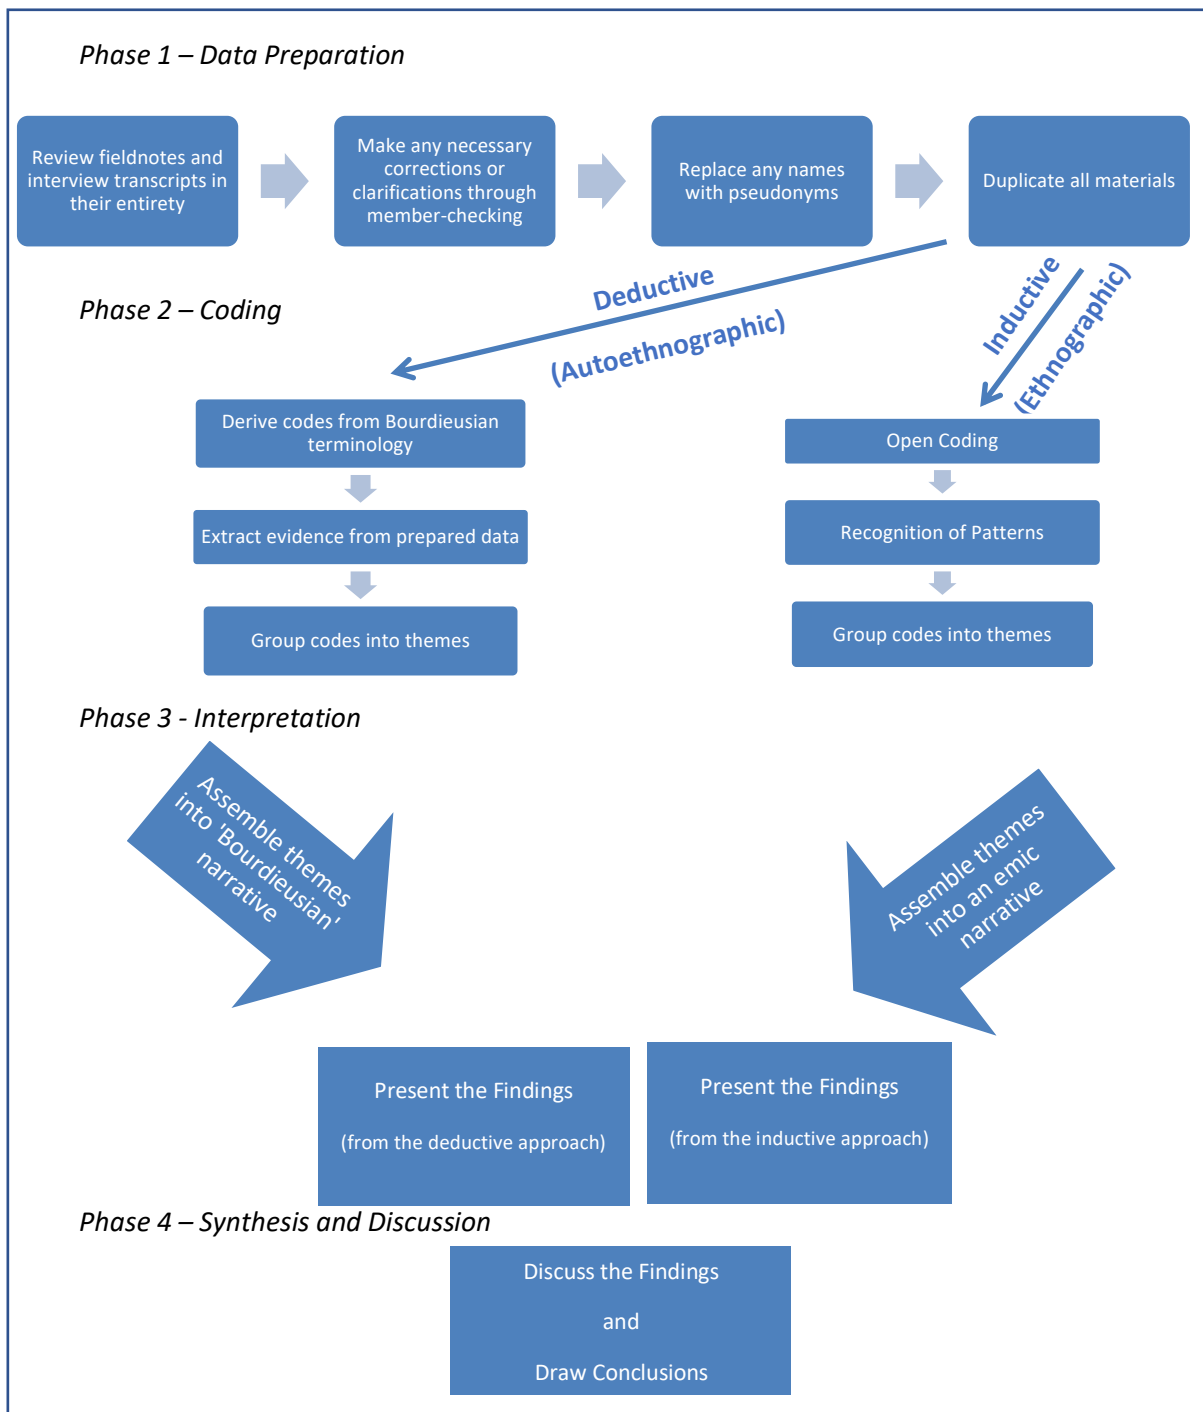 Phase 1 – Data Preparation
Review fieldnotes and
interview transcripts in
their entirety
Make any necessary
corrections or
clarifications through
member-checking
Replace any names
with pseudonyms
Duplicate all materials
Phase 2 – Coding
Deductive
(Autoethnographic)
Inductive
(Ethnographic)
Derive codes from Bourdieusian
terminology
Extract evidence from prepared data
Group codes into themes
Open Coding
Recognition of Patterns
Group codes into themes
Phase 3 - Interpretation
Assemble themes
into 'Bourdieusian'
narrative
Assemble themes
into an emic
narrative
Present the Findings
(from the deductive approach)
Present the Findings
(from the inductive approach)
Phase 4 – Synthesis and Discussion
Discuss the Findings
and
Draw Conclusions